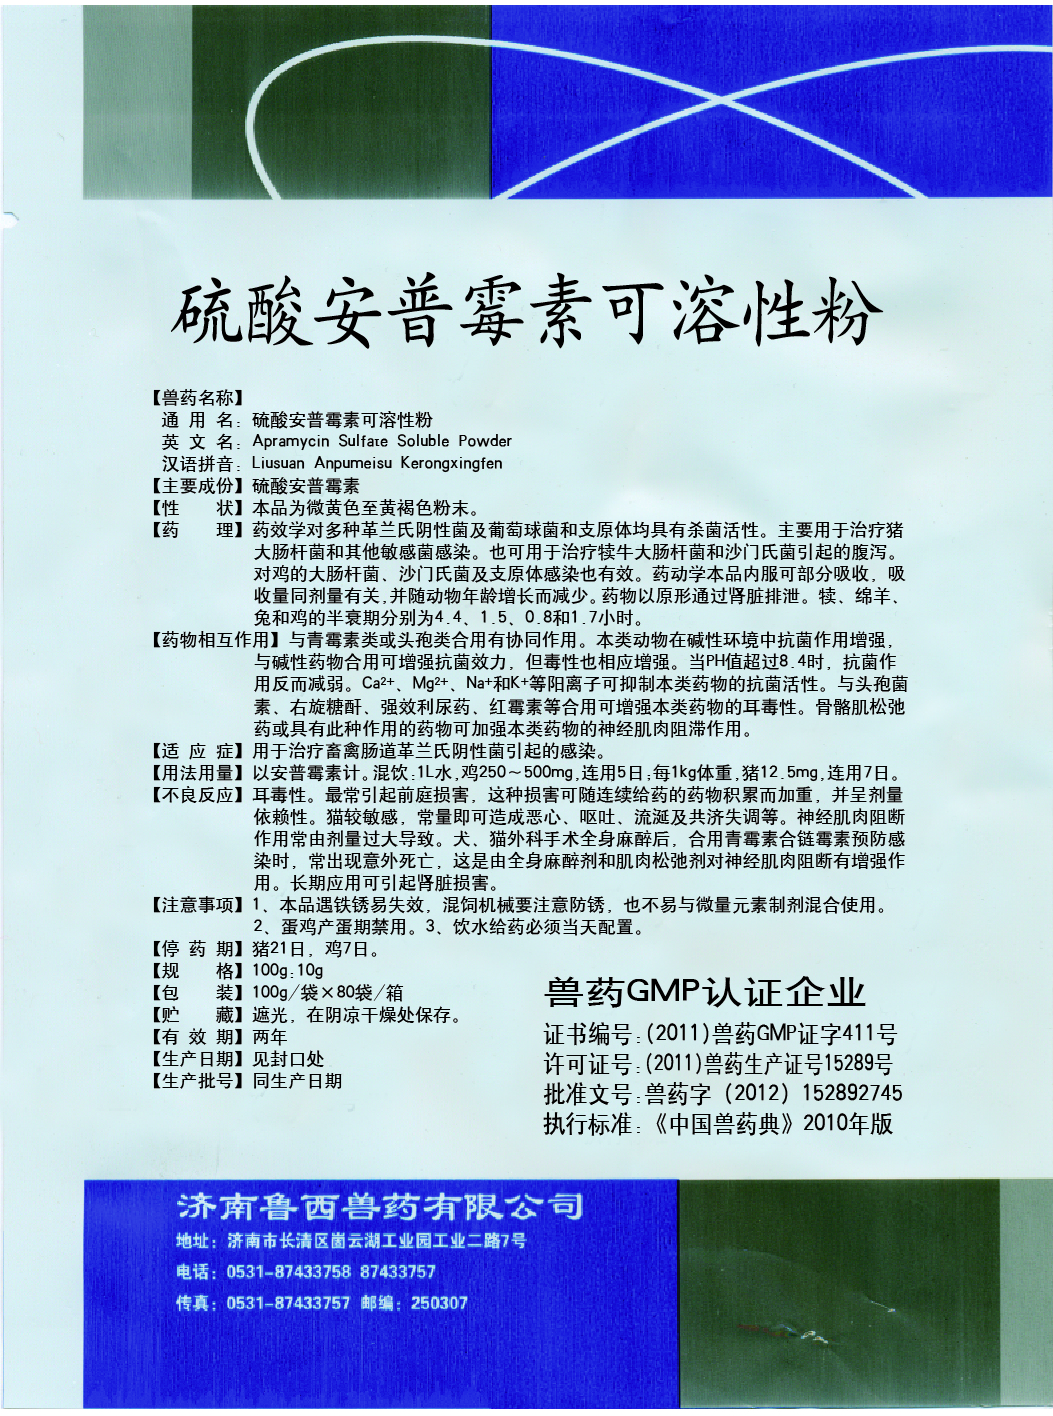 硫酸安普霉素可溶性粉
【兽药名称】
通 用 名：硫酸安普霉素可溶性粉
英 文 名：Apramycin Sulfate Soluble Powder
汉语拼音：Liusuan Anpumeisu Kerongxingfen
【主要成份】硫酸安普霉素
【性　　状】本品为微黄色至黄褐色粉末。
【药　　理】药效学对多种革兰氏阴性菌及葡萄球菌和支原体均具有杀菌活性。主要用于治疗猪
大肠杆菌和其他敏感菌感染。也可用于治疗犊牛大肠杆菌和沙门氏菌引起的腹泻。
对鸡的大肠杆菌、沙门氏菌及支原体感染也有效。药动学本品内服可部分吸收，吸
收量同剂量有关,并随动物年龄增长而减少。药物以原形通过肾脏排泄。犊、绵羊、
兔和鸡的半衰期分别为4.4、1.5、0.8和1.7小时。
【药物相互作用】与青霉素类或头孢类合用有协同作用。本类动物在碱性环境中抗菌作用增强，
与碱性药物合用可增强抗菌效力，但毒性也相应增强。当PH值超过8.4时，抗菌作
用反而减弱。Ca²⁺、Mg²⁺、Na⁺和K⁺等阳离子可抑制本类药物的抗菌活性。与头孢菌
素、右旋糖酐、强效利尿药、红霉素等合用可增强本类药物的耳毒性。骨骼肌松弛
药或具有此种作用的药物可加强本类药物的神经肌肉阻滞作用。
【适 应 症】用于治疗畜禽肠道革兰氏阴性菌引起的感染。
【用法用量】以安普霉素计。混饮:1L水,鸡250～500mg,连用5日;每1kg体重,猪12.5mg,连用7日。
【不良反应】耳毒性。最常引起前庭损害，这种损害可随连续给药的药物积累而加重，并呈剂量
依赖性。猫较敏感，常量即可造成恶心、呕吐、流涎及共济失调等。神经肌肉阻断
作用常由剂量过大导致。犬、猫外科手术全身麻醉后，合用青霉素合链霉素预防感
染时，常出现意外死亡，这是由全身麻醉剂和肌肉松弛剂对神经肌肉阻断有增强作
用。长期应用可引起肾脏损害。
【注意事项】1、本品遇铁锈易失效，混饲机械要注意防锈，也不易与微量元素制剂混合使用。
2、蛋鸡产蛋期禁用。3、饮水给药必须当天配置。
【停 药 期】猪21日，鸡7日。
【规　　格】100g:10g
【包　　装】100g/袋×80袋/箱
【贮　　藏】遮光，在阴凉干燥处保存。
【有 效 期】两年
【生产日期】见封口处
【生产批号】同生产日期
兽药GMP认证企业
证书编号:(2011)兽药GMP证字411号
许可证号:(2011)兽药生产证号15289号
批准文号:兽药字（2012）152892745
执行标准:《中国兽药典》2010年版
济南鲁西兽药有限公司
地址：济南市长清区崮云湖工业园工业二路7号
电话：0531-87433758 87433757
传真：0531-87433757 邮编：250307